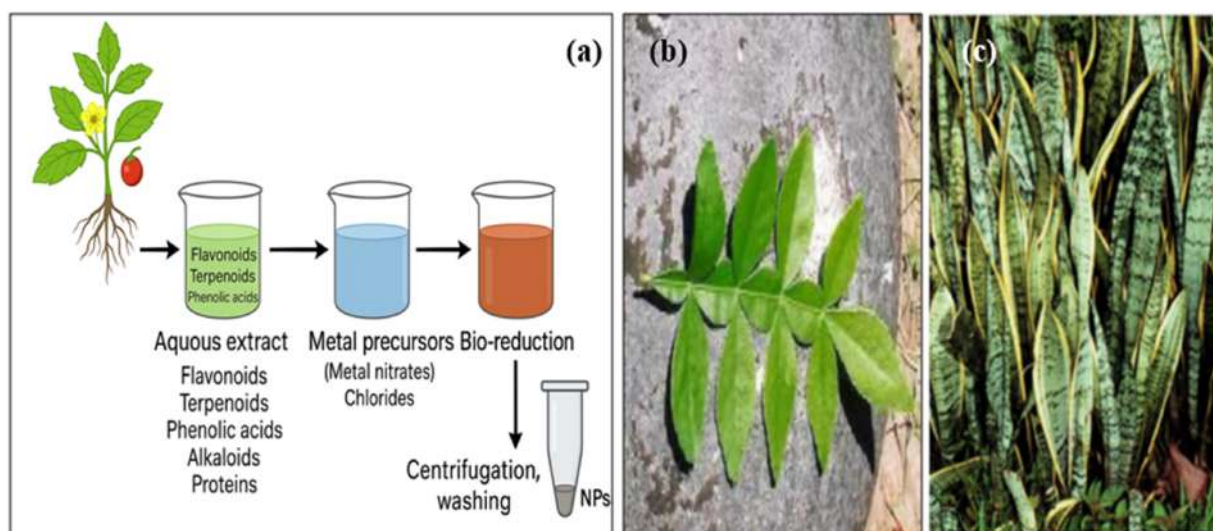 (a)
(b)
(c)
Flavonoids
Terpenoids
Phenolic acids
Aquous extract
Flavonoids
Terpenoids
Phenolic acids
Alkaloids
Proteins
Metal precursors
(Metal nitrates)
Chlorides
Bio-reduction
Centrifugation,
washing
NPs